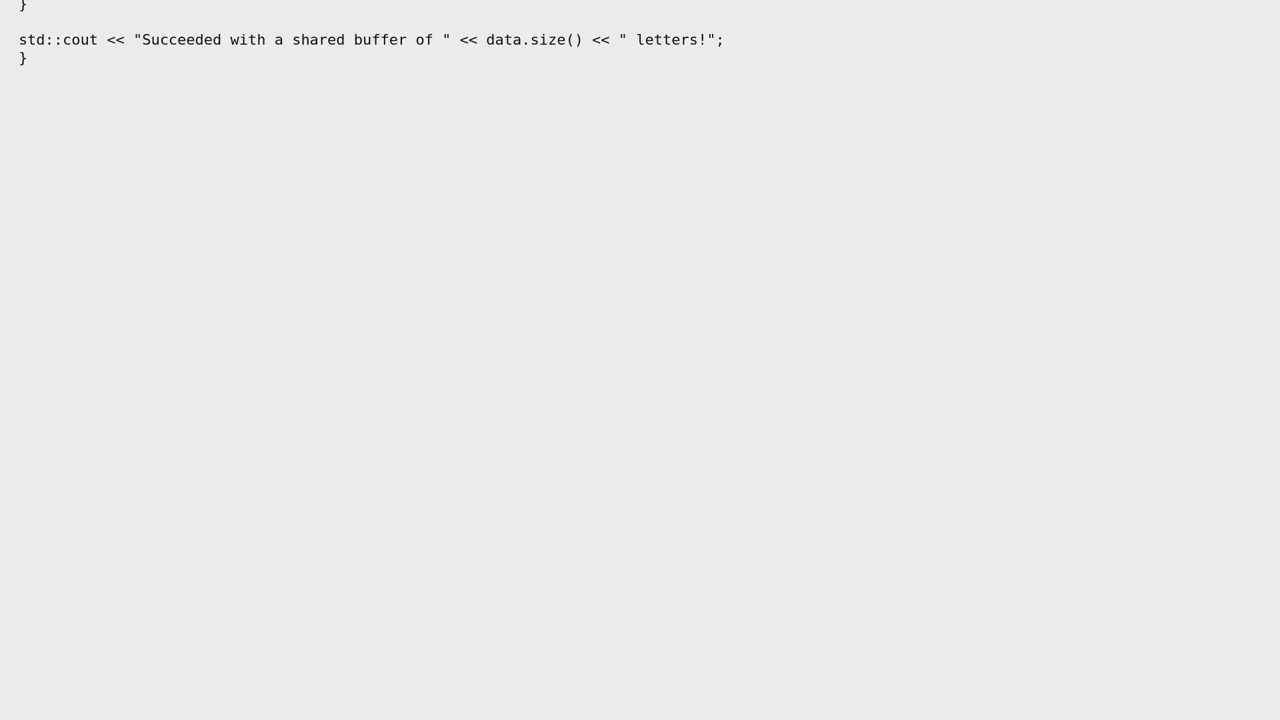 }
std::cout << "Succeeded with a shared buffer of " << data.size() << " letters!";
}